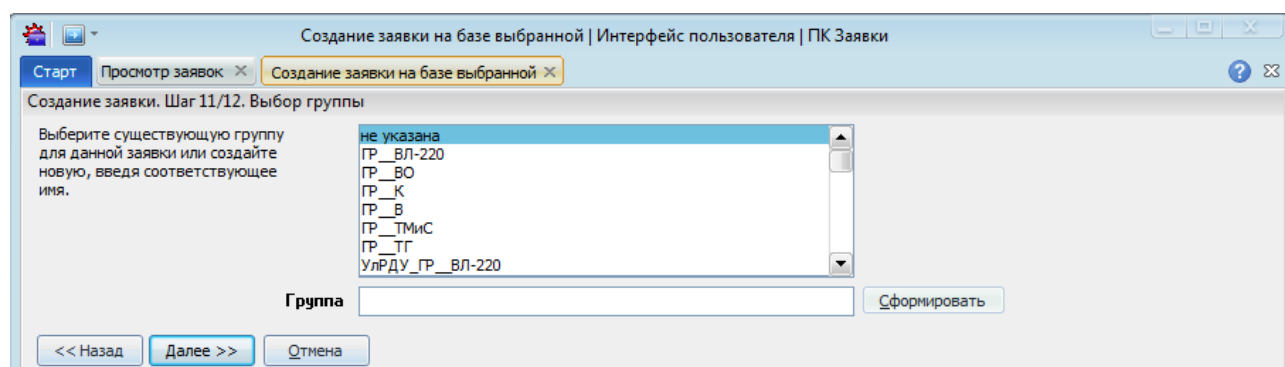 Создание заявки на базе выбранной | Интерфейс пользователя | ПК Заявки
Старт Просмотр заявок Создание заявки на базе выбранной
Создание заявки. Шаг 11/12. Выбор группы
Выберите существующую группу
для данной заявки или создайте
новую, введя соответствующее
имя.
не указана
ГР__ВЛ-220
ГР__ВО
ГР__К
ГР__В
ГР__ТМиС
ГР__ТГ
УлРДУ_ГР__ВЛ-220
Группа Сформировать
<< Назад Далее >> Отмена